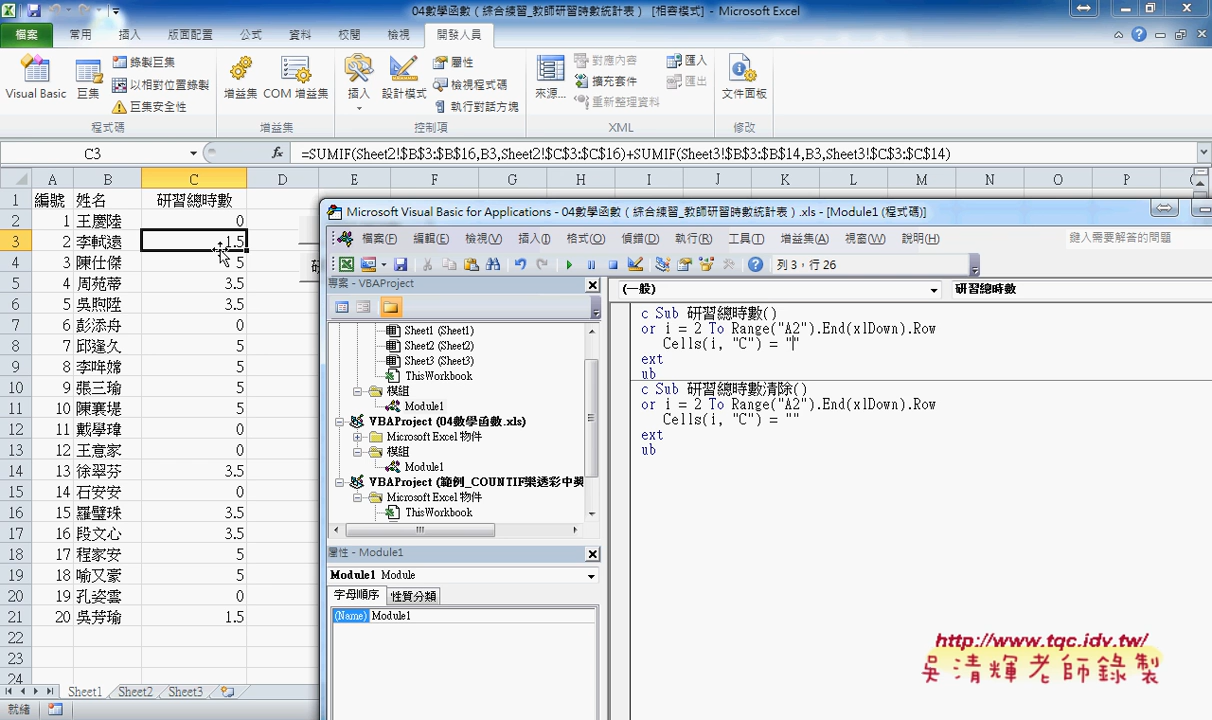 04數學函數（綜合練習_教師研習時數統計表） [相容模式] - Microsoft Excel
檔案 常用 插入 版面配置 公式 資料 校閱 檢視 開發人員
Visual Basic 巨集 錄製巨集 以相對位置錄製 巨集安全性 增益集 COM 增益集 插入 設計模式 屬性 檢視程式碼 執行對話方塊 來源... 對應內容 擴充套件 重新整理資料 匯入 匯出 文件面板
程式碼 增益集 控制項 XML 修改
C3 fx =SUMIF(Sheet2!$B$3:$B$16,B3,Sheet2!$C$3:$C$16)+SUMIF(Sheet3!$B$3:$B$14,B3,Sheet3!$C$3:$C$14)
A B C D E F G H I J K L M N O P
1 編號 姓名 研習總時數
2 1 王慶陸 0
3 2 李軾遠 1.5
4 3 陳仕傑 5
5 4 周苑蒂 3.5
6 5 吳煦陞 3.5
7 6 彭添舟 0
8 7 邱逢久 5
9 8 5
10 9 張三瑜 5
11 10 陳襄堤 5
12 11 戴學瑋 0
13 12 王意家 0
14 13 徐翠芬 3.5
15 14 石安安 0
16 15 羅璧珠 3.5
17 16 段文心 3.5
18 17 程家安 5
19 18 喻又豪 5
20 19 孔姿雲 0
21 20 吳芳瑜 1.5
22
23
24
Sheet1 Sheet2 Sheet3
就緒
Microsoft Visual Basic for Applications - 04數學函數（綜合練習_教師研習時數統計表）.xls - [Module1 (程式碼)]
檔案(F) 編輯(E) 檢視(V) 插入(I) 格式(O) 偵錯(D) 執行(R) 工具(T) 增益集(A) 視窗(W) 說明(H) 鍵入需要解答的問題
列 3, 行 26
專案 - VBAProject
Sheet1 (Sheet1)
Sheet2 (Sheet2)
Sheet3 (Sheet3)
ThisWorkbook
模組
Module1
VBAProject (04數學函數.xls)
Microsoft Excel 物件
模組
Module1
VBAProject (範例_COUNTIF樂透彩中獎
Microsoft Excel 物件
ThisWorkbook
屬性 - Module1
Module1 Module
字母順序 性質分類
(Name) Module1
(一般) 研習總時數
c Sub 研習總時數()
or i = 2 To Range("A2").End(xlDown).Row
Cells(i, "C") = ""
ext
ub
c Sub 研習總時數清除()
or i = 2 To Range("A2").End(xlDown).Row
Cells(i, "C") = ""
ext
ub
http://www.tqc.idv.tw/
吳清輝老師錄製